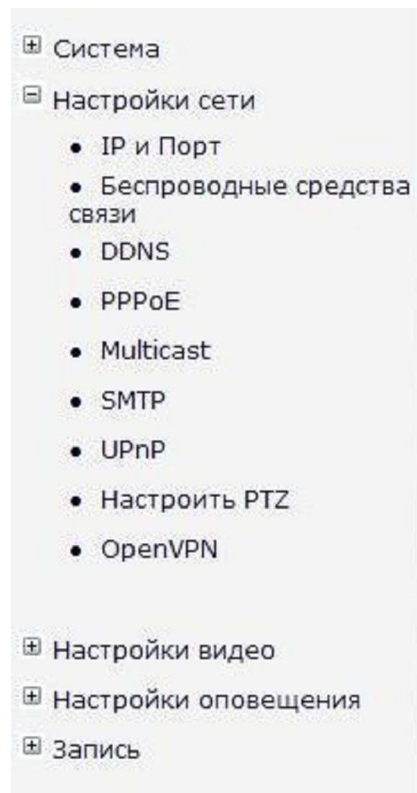 Система
Настройки сети
• IP и Порт
• Беспроводные средства
связи
• DDNS
• PPPoE
• Multicast
• SMTP
• UPnP
• Настроить PTZ
• OpenVPN
Настройки видео
Настройки оповещения
Запись